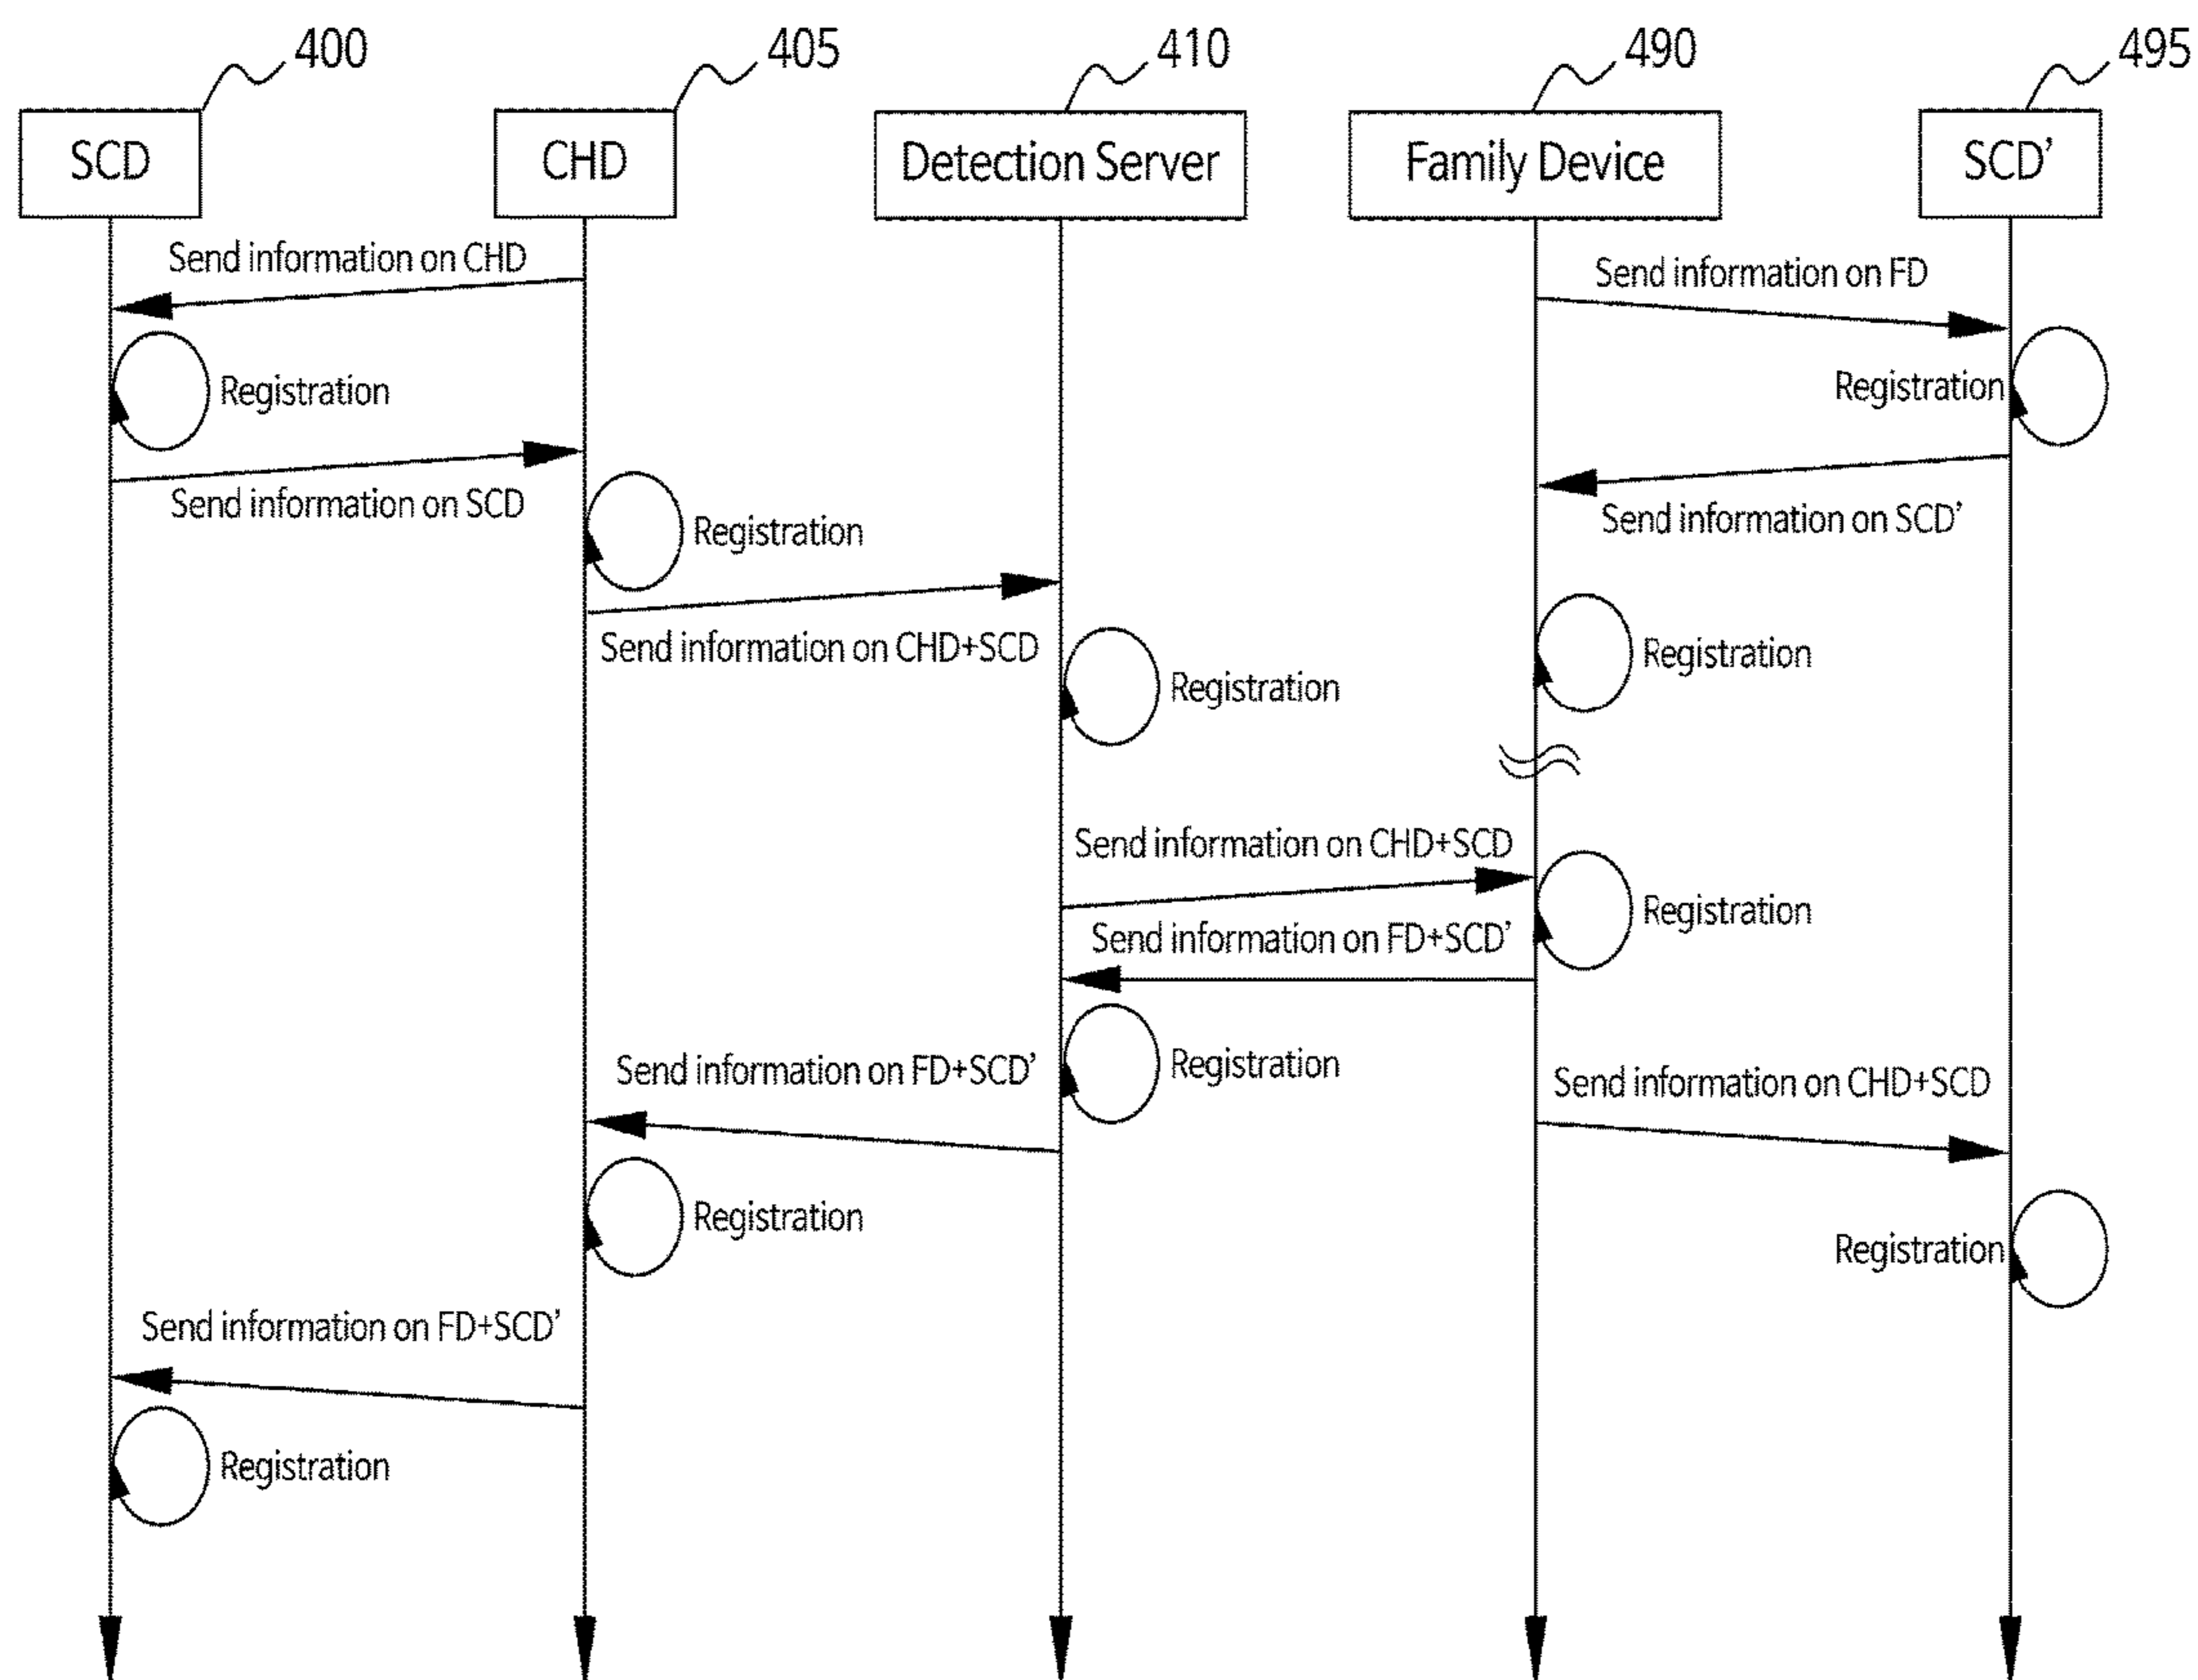 400
405
410
490
495
SCD
CHD
Detection Server
Family Device
SCD’
Send information on CHD
Send information on FD
Registration
Registration
Send information on SCD
Send information on SCD’
Registration
Send information on CHD+SCD
Registration
Registration
Send information on CHD+SCD
Registration
Send information on FD+SCD’
Registration
Send information on FD+SCD’
Send information on CHD+SCD
Registration
Registration
Send information on FD+SCD’
Registration